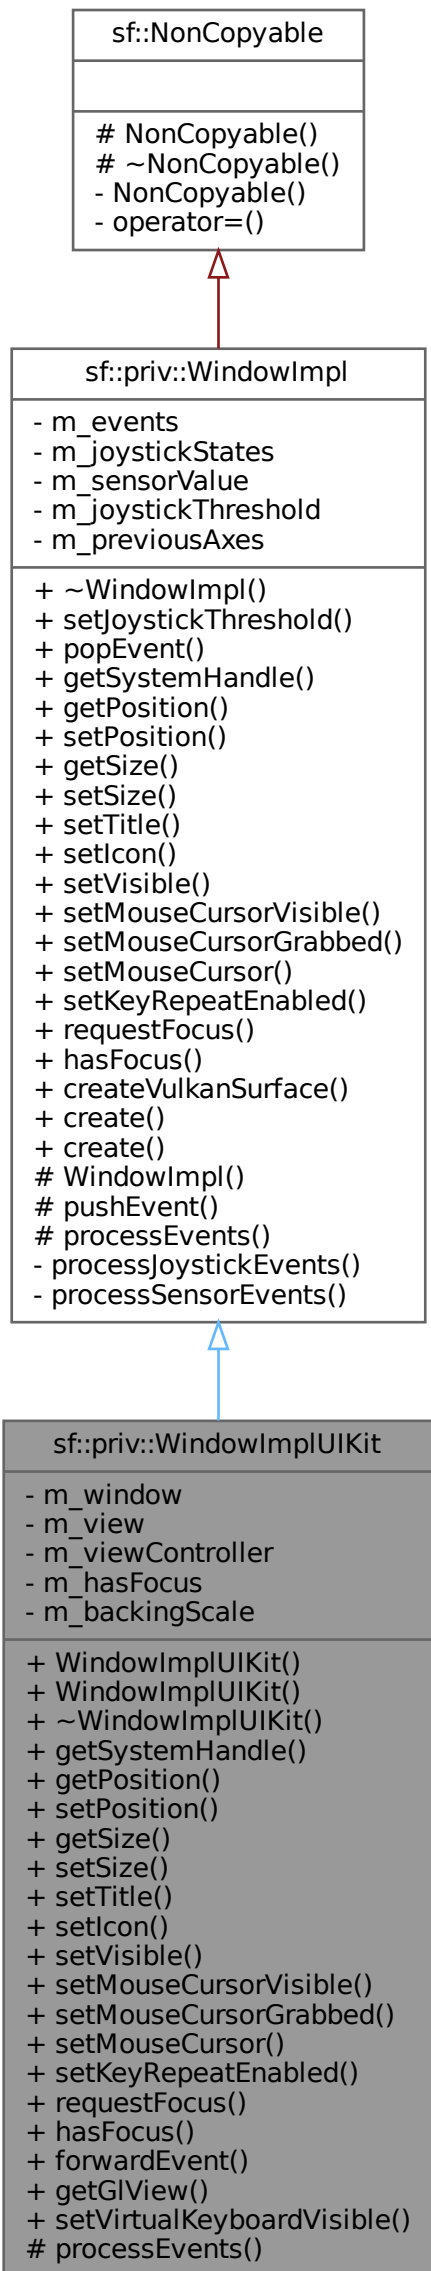 sf::NonCopyable
# NonCopyable()
# ~NonCopyable()
- NonCopyable()
- operator=()
sf::priv::WindowImpl
- m_events
- m_joystickStates
- m_sensorValue
- m_joystickThreshold
- m_previousAxes
+ ~WindowImpl()
+ setJoystickThreshold()
+ popEvent()
+ getSystemHandle()
+ getPosition()
+ setPosition()
+ getSize()
+ setSize()
+ setTitle()
+ setIcon()
+ setVisible()
+ setMouseCursorVisible()
+ setMouseCursorGrabbed()
+ setMouseCursor()
+ setKeyRepeatEnabled()
+ requestFocus()
+ hasFocus()
+ createVulkanSurface()
+ create()
+ create()
# WindowImpl()
# pushEvent()
# processEvents()
- processJoystickEvents()
- processSensorEvents()
sf::priv::WindowImplUIKit
- m_window
- m_view
- m_viewController
- m_hasFocus
- m_backingScale
+ WindowImplUIKit()
+ WindowImplUIKit()
+ ~WindowImplUIKit()
+ getSystemHandle()
+ getPosition()
+ setPosition()
+ getSize()
+ setSize()
+ setTitle()
+ setIcon()
+ setVisible()
+ setMouseCursorVisible()
+ setMouseCursorGrabbed()
+ setMouseCursor()
+ setKeyRepeatEnabled()
+ requestFocus()
+ hasFocus()
+ forwardEvent()
+ getGlView()
+ setVirtualKeyboardVisible()
# processEvents()